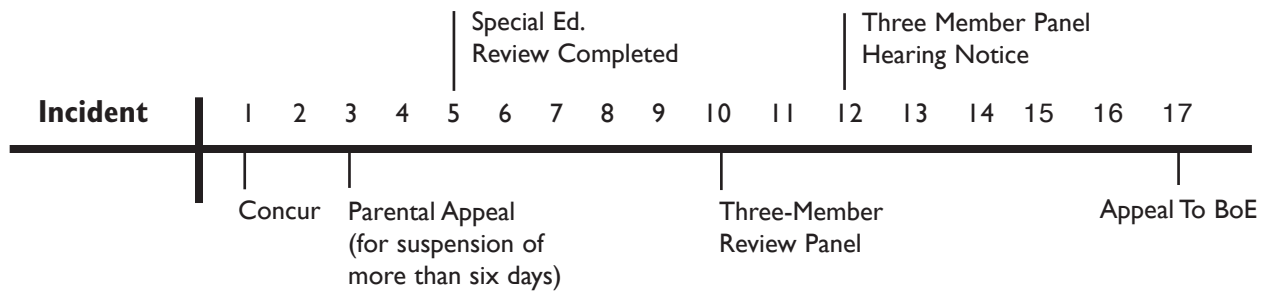 Special Ed.
Review Completed
Three Member Panel
Hearing Notice
Incident 1 2 3 4 5 6 7 8 9 10 11 12 13 14 15 16 17
Concur
Parental Appeal
(for suspension of
more than six days)
Three-Member
Review Panel
Appeal To BoE